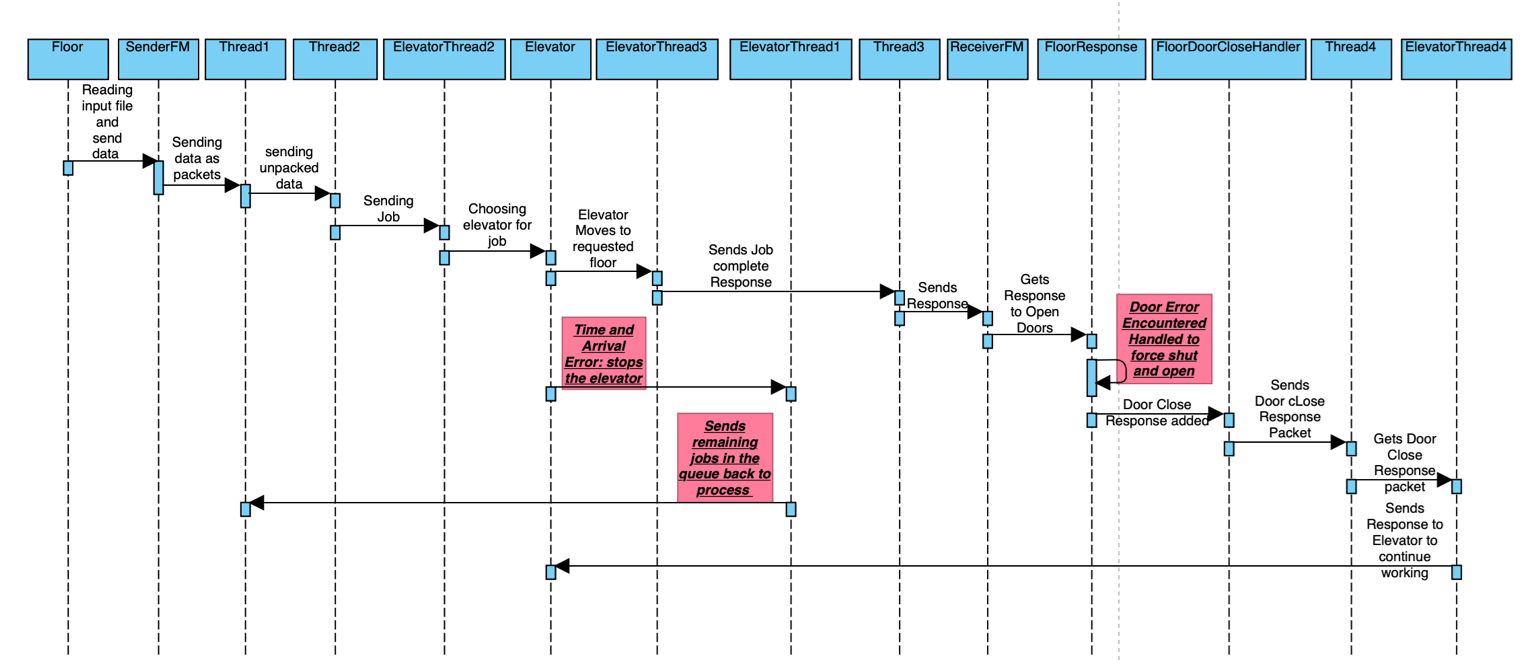 Floor
SenderFM
Thread1
Thread2
ElevatorThread2
Elevator
ElevatorThread3
ElevatorThread1
Thread3
ReceiverFM
FloorResponse
FloorDoorCloseHandler
Thread4
ElevatorThread4
Reading
input file
and
send
data
Sending
data as
packets
sending
unpacked
data
Sending
Job
Choosing
elevator for
job
Elevator
Moves to
requested
floor
Sends Job
complete
Response
Sends
Response
Gets
Response
to Open
Doors
Door Error
Encountered
Handled to
force shut
and open
Time and
Arrival
Error: stops
the elevator
Door Close
Response added
Sends
Door cLose
Response
Packet
Gets Door
Close
Response
packet
Sends
remaining
jobs in the
queue back to
process
Sends
Response to
Elevator to
continue
working